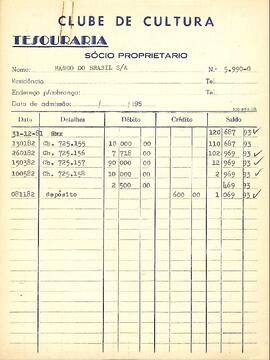 CLUBE DE CULTURA
TESOURARIA
SÓCIO PROPRIETARIO
Nome: BANCO DO BRASIL S/A N.º 5.990-0
Residência Tel.
Endereço p/cobrança: Tel.
Data de admissão: / /195
Data Detalhes Débito Crédito Saldo
31-12-81 120 687 93
130182 Ch. 725.155 10 000 00 110 687 93
260182 Ch. 725.156 7 718 00 102 969 93
150382 Ch. 725.157 90 000 00 12 969 93
100582 Ch. 725.158 10 000 00 2 969 93
2 500 00 469 93
081182 depósito 600 00 1 069 93